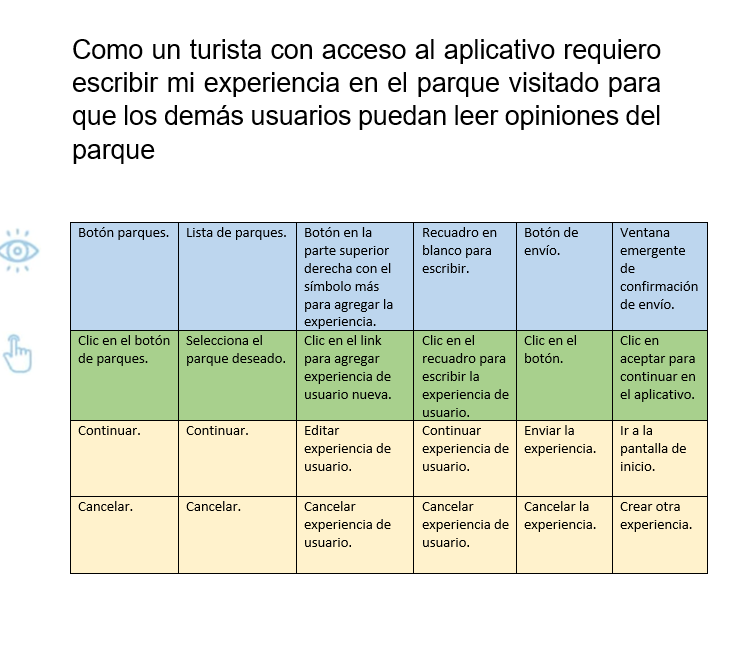 Como un turista con acceso al aplicativo requiero
escribir mi experiencia en el parque visitado para
que los demás usuarios puedan leer opiniones del
parque
Botón parques.
Lista de parques.
Botón en la
parte superior
derecha con el
símbolo más
para agregar la
experiencia.
Recuadro en
blanco para
escribir.
Botón de
envío.
Ventana
emergente
de
confirmación
de envío.
Clic en el botón
de parques.
Selecciona el
parque deseado.
Clic en el link
para agregar
experiencia de
usuario nueva.
Clic en el
recuadro para
escribir la
experiencia de
usuario.
Clic en el
botón.
Clic en
aceptar para
continuar en
el aplicativo.
Continuar.
Continuar.
Editar
experiencia de
usuario.
Continuar
experiencia de
usuario.
Enviar la
experiencia.
Ir a la
pantalla de
inicio.
Cancelar.
Cancelar.
Cancelar
experiencia de
usuario.
Cancelar
experiencia de
usuario.
Cancelar la
experiencia.
Crear otra
experiencia.